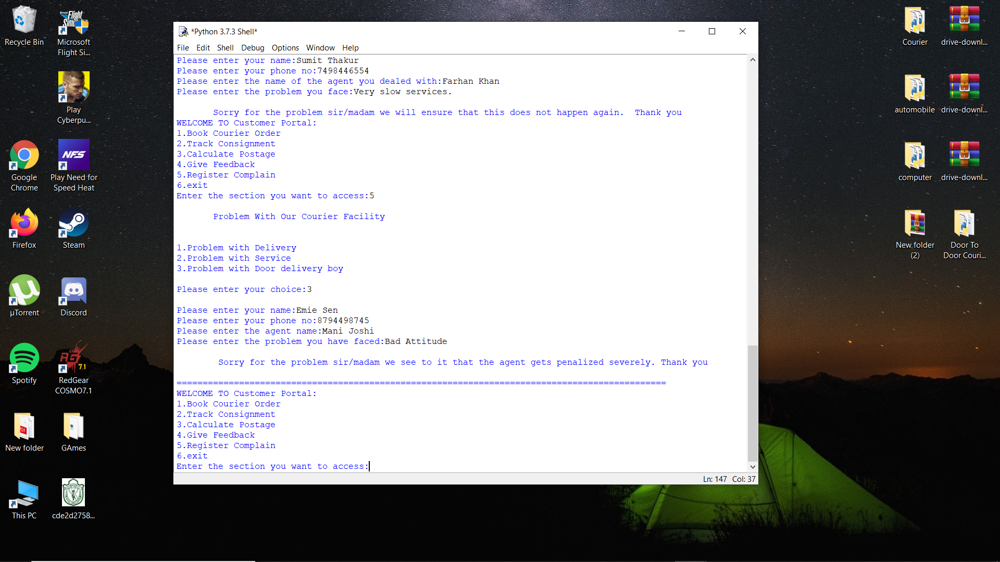 Recycle Bin
Microsoft Flight Si...
Play Cyberpu...
Google Chrome
NFS
Play Need for Speed Heat
Firefox
Steam
µTorrent
Discord
Spotify
RG 7.1
RedGear COSMO7.1
PDF
New folder
GAmes
This PC
cde2d2758...
*Python 3.7.3 Shell*
File Edit Shell Debug Options Window Help
Please enter your name:Sumit Thakur
Please enter your phone no:7498446554
Please enter the name of the agent you dealed with:Farhan Khan
Please enter the problem you face:Very slow services.
Sorry for the problem sir/madam we will ensure that this does not happen again.  Thank you
WELCOME TO Customer Portal:
1.Book Courier Order
2.Track Consignment
3.Calculate Postage
4.Give Feedback
5.Register Complain
6.exit
Enter the section you want to access:5
Problem With Our Courier Facility
1.Problem with Delivery
2.Problem with Service
3.Problem with Door delivery boy
Please enter your choice:3
Please enter your name:Emie Sen
Please enter your phone no:8794498745
Please enter the agent name:Mani Joshi
Please enter the problem you have faced:Bad Attitude
Sorry for the problem sir/madam we see to it that the agent gets penalized severely. Thank you
==============================================================================================
WELCOME TO Customer Portal:
1.Book Courier Order
2.Track Consignment
3.Calculate Postage
4.Give Feedback
5.Register Complain
6.exit
Enter the section you want to access:
Ln: 147 Col: 37
Courier
drive-downl...
automobile
drive-downl...
computer
drive-downl...
New folder (2)
Door To Door Couri...